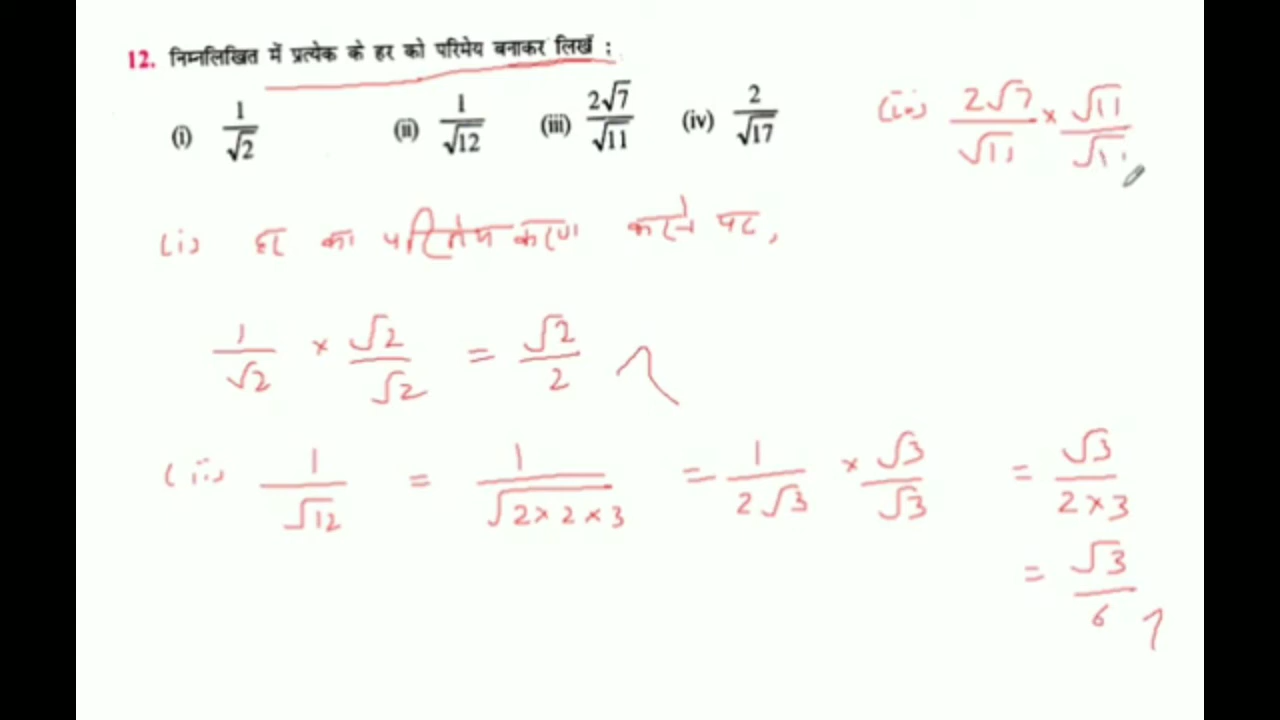 12. निम्नलिखित में प्रत्येक के हर को परिमेय बनाकर लिखें :
(i) 1/√2 (ii) 1/√12 (iii) 2√7/√11 (iv) 2/√17
(i) हर का परिमेय करण करने पर,
1/√2 × √2/√2 = √2/2
(ii) 1/√12 = 1/√2×2×3 = 1/2√3 × √3/√3 = √3/2×3
= √3/6
2√7/√11 × √11/√11